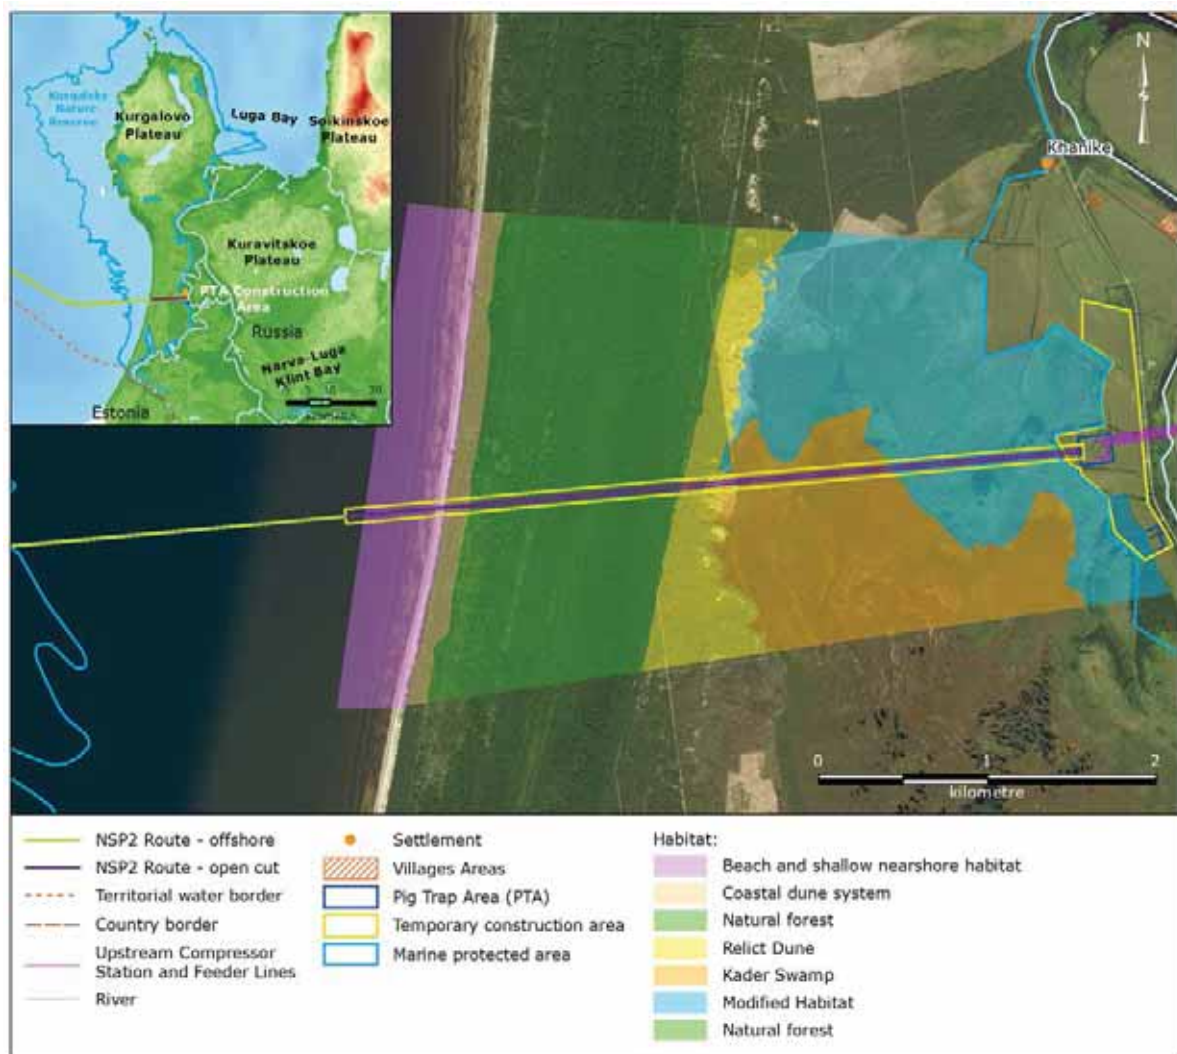 Kurgalsky
Nature
Reserve
Kurgalovo
Plateau
Luga Bay
Soikinskoe
Plateau
Kuravitskoe
Plateau
PTA Construction
Area
Russia
Narva-Luga
Klint Bay
Estonia
N
Khanike
0 1 2
kilometre
NSP2 Route - offshore
NSP2 Route - open cut
Territorial water border
Country border
Upstream Compressor
Station and Feeder Lines
River
Settlement
Villages Areas
Pig Trap Area (PTA)
Temporary construction area
Marine protected area
Habitat:
Beach and shallow nearshore habitat
Coastal dune system
Natural forest
Relict Dune
Kader Swamp
Modified Habitat
Natural forest